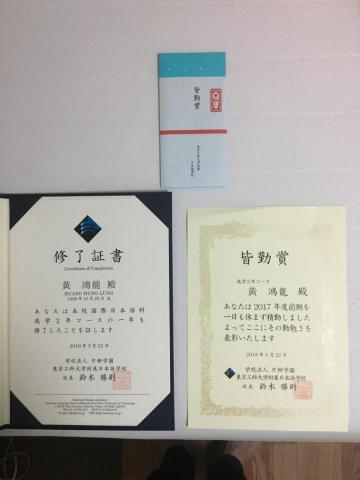 皆勤賞
修了証書
Certificate of Completion
黃 鴻龍 殿
HUANG HUNG LUNG
あなたは本校国際日本語科
進学2年コースの一年を
修了したことを証します
2018年3月22日
学校法人 片柳学園
東京工科大学附属日本語学校
校長 鈴木 勝則
皆勤賞
進学2年コース
黃 鴻龍 殿
あなたは2017年度前期を
一日も休まず精勤しました
よってここにその勤勉さを
表彰いたします
2018年3月22日
学校法人 片柳学園
東京工科大学附属日本語学校
校長 鈴木 勝則